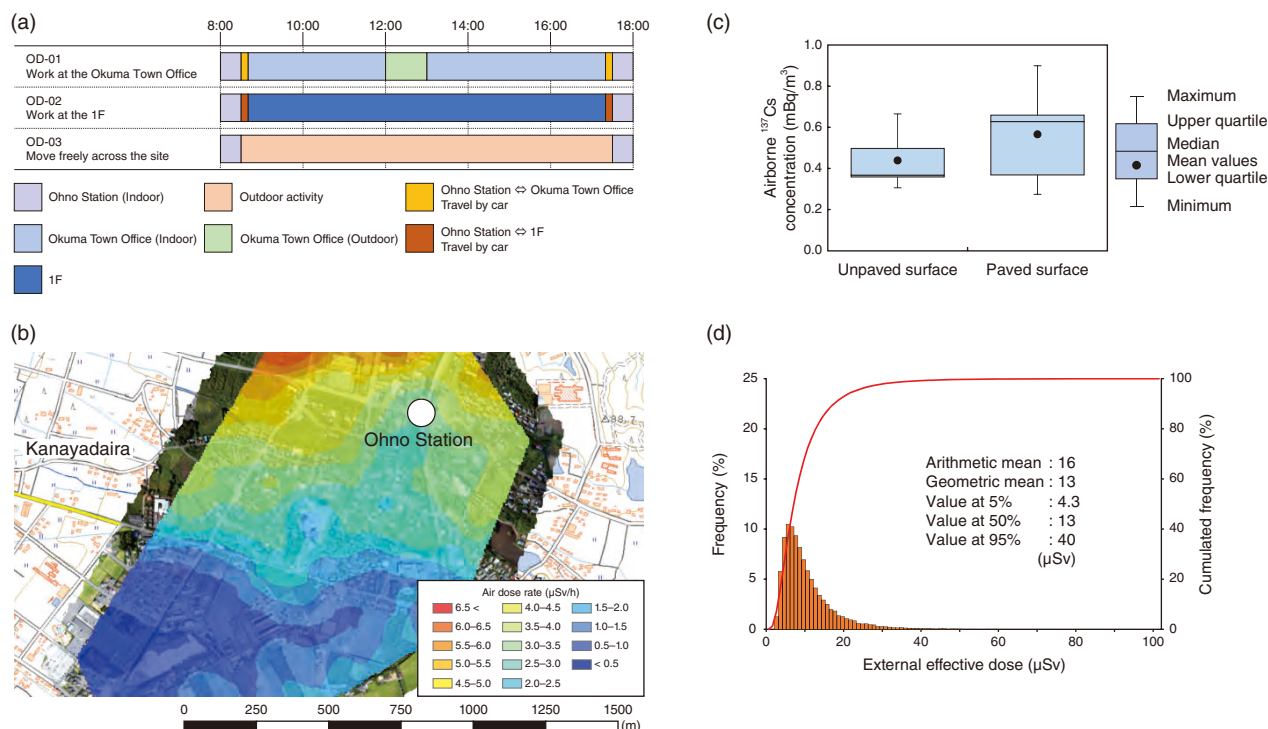 (a)
8:00 10:00 12:00 14:00 16:00 18:00
OD-01
Work at the Okuma Town Office
OD-02
Work at the 1F
OD-03
Move freely across the site
Ohno Station (Indoor)
Outdoor activity
Ohno Station ⇔ Okuma Town Office
Travel by car
Okuma Town Office (Indoor)
Okuma Town Office (Outdoor)
Ohno Station ⇔ 1F
Travel by car
1F
(c)
Airborne ¹³⁷Cs
concentration (mBq/m³)
1.0
0.8
0.6
0.4
0.2
0.0
Unpaved surface
Paved surface
Maximum
Upper quartile
Median
Mean values
Lower quartile
Minimum
(b)
Kanayadaira
Ohno Station
Air dose rate (μSv/h)
6.5 <
6.0–6.5
5.5–6.0
5.0–5.5
4.5–5.0
4.0–4.5
3.5–4.0
3.0–3.5
2.5–3.0
2.0–2.5
1.5–2.0
1.0–1.5
0.5–1.0
< 0.5
0 250 500 750 1000 1250 1500 (m)
(d)
Frequency (%)
25
20
15
10
5
0
Arithmetic mean : 16
Geometric mean : 13
Value at 5% : 4.3
Value at 50% : 13
Value at 95% : 40
(μSv)
100
80
60
40
20
0
Cumulated frequency (%)
0 20 40 60 80 100
External effective dose (μSv)